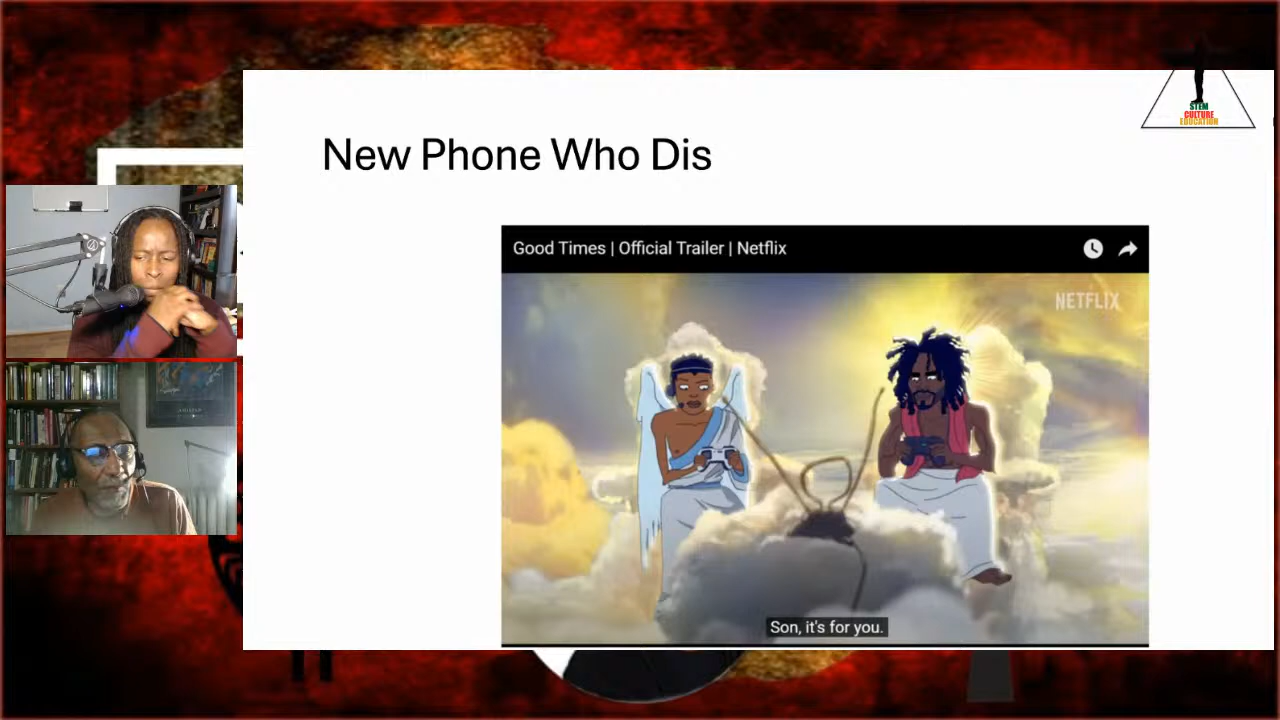 STEM
CULTURE
EDUCATION
New Phone Who Dis
Good Times | Official Trailer | Netflix
NETFLIX
Son, it's for you.